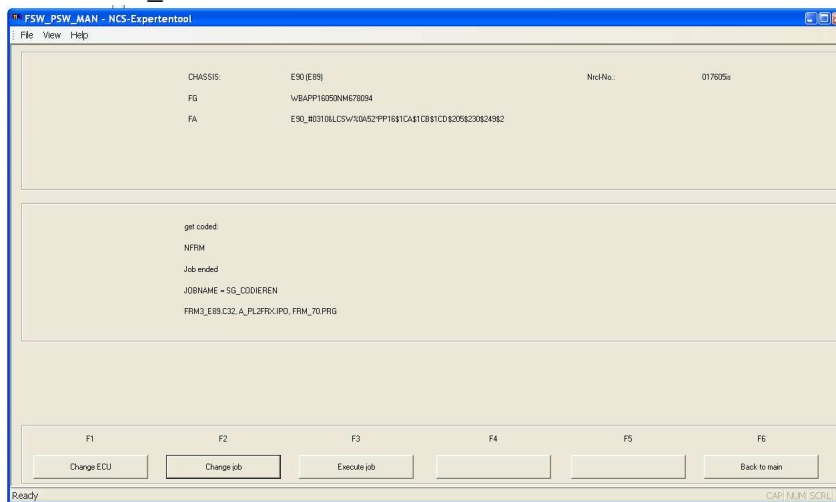 FSW_PSW_MAN - NCS-Expertentool
File View Help
CHASSIS: E90 (E89) Nrcl-No.: 017605is
FG WBAPP16050NM678094
FA E90_#0310&LCSW%0A52*PP16$1CA$1CB$1CD$205$230$249$2
get coded:
NFRM
Job ended
JOBNAME = SG_CODIEREN
FRM3_E89.C32, A_PL2FRX.IPO, FRM_70.PRG
F1 F2 F3 F4 F5 F6
Change ECU Change job Execute job Back to main
Ready CAP NUM SCRL